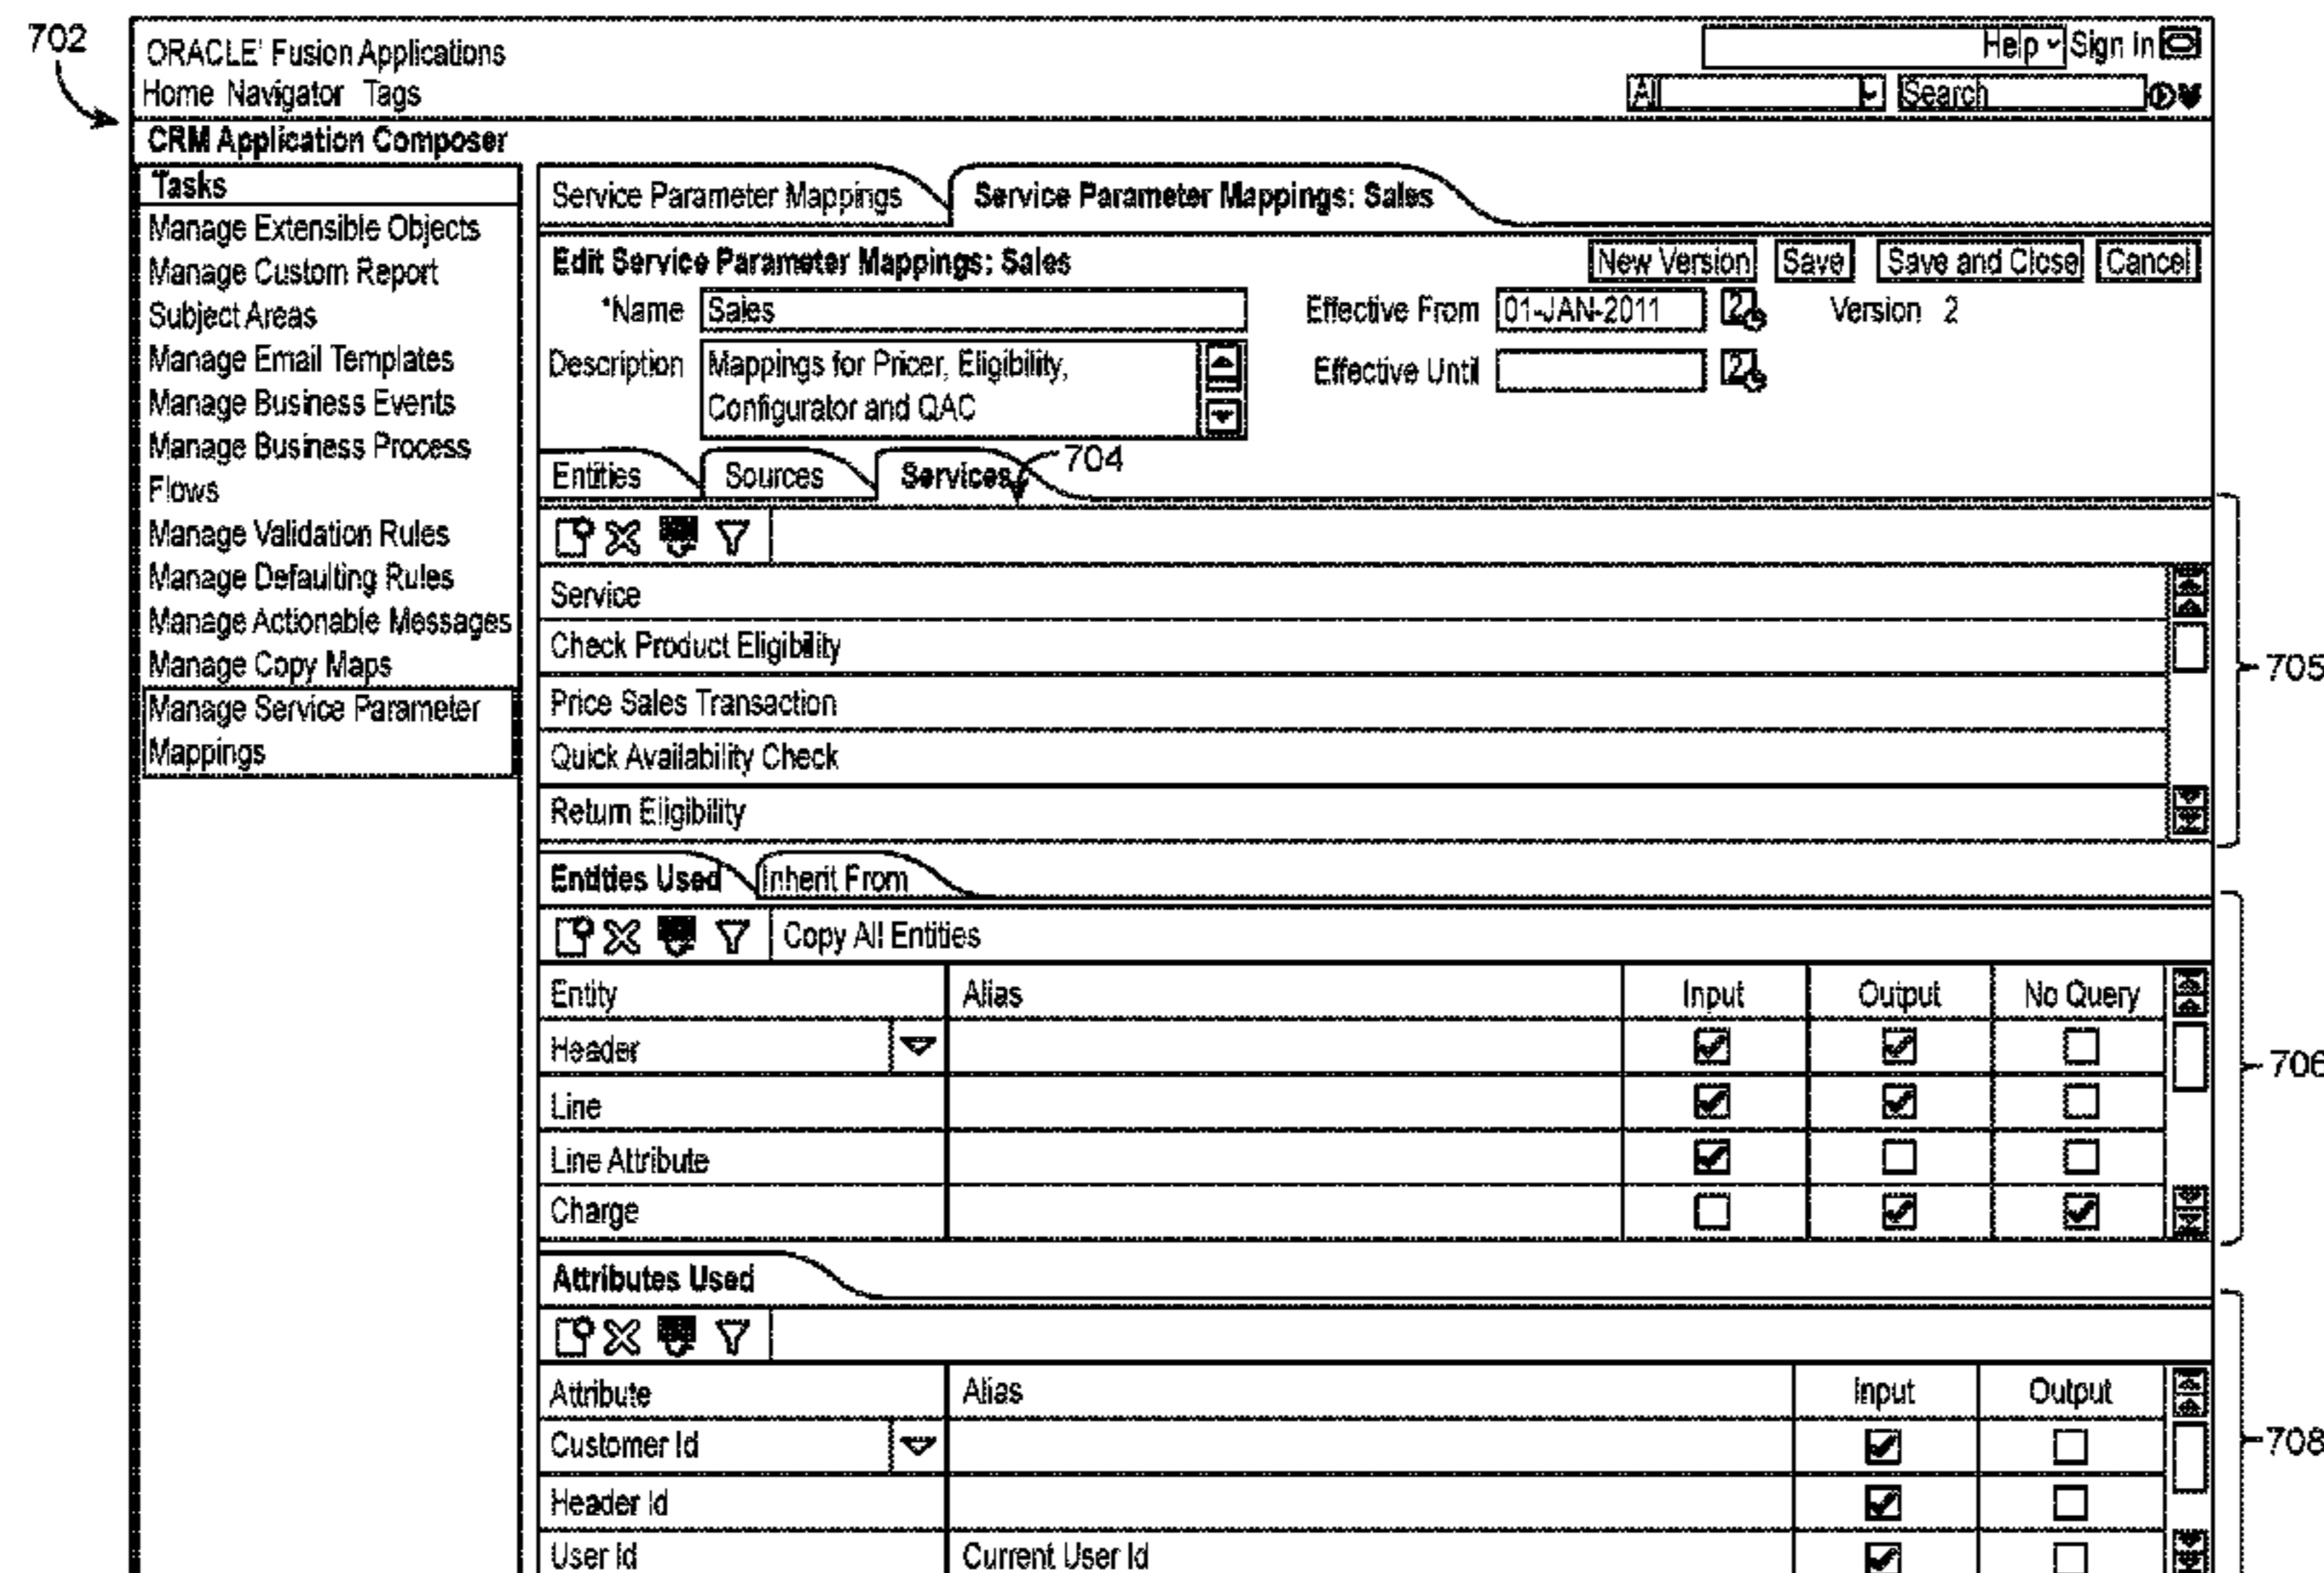 702
ORACLE' Fusion Applications
Help Sign In
Home Navigator Tags
All
Search
CRM Application Composer
Tasks
Manage Extensible Objects
Manage Custom Report
Subject Areas
Manage Email Templates
Manage Business Events
Manage Business Process
Flows
Manage Validation Rules
Manage Defaulting Rules
Manage Actionable Messages
Manage Copy Maps
Manage Service Parameter
Mappings
Service Parameter Mappings
Service Parameter Mappings: Sales
Edit Service Parameter Mappings: Sales
New Version Save Save and Close Cancel
*Name Sales
Effective From 01-JAN-2011
Version 2
Description Mappings for Pricer, Eligibility,
Configurator and QAC
Effective Until
Entities Sources Services
704
Service
Check Product Eligibility
Price Sales Transaction
Quick Availability Check
Return Eligibility
705
Entities Used Inherit From
Copy All Entities
Entity Alias Input Output No Query
Header
Line
Line Attribute
Charge
706
Attributes Used
Attribute Alias Input Output
Customer Id
Header Id
User Id Current User Id
708